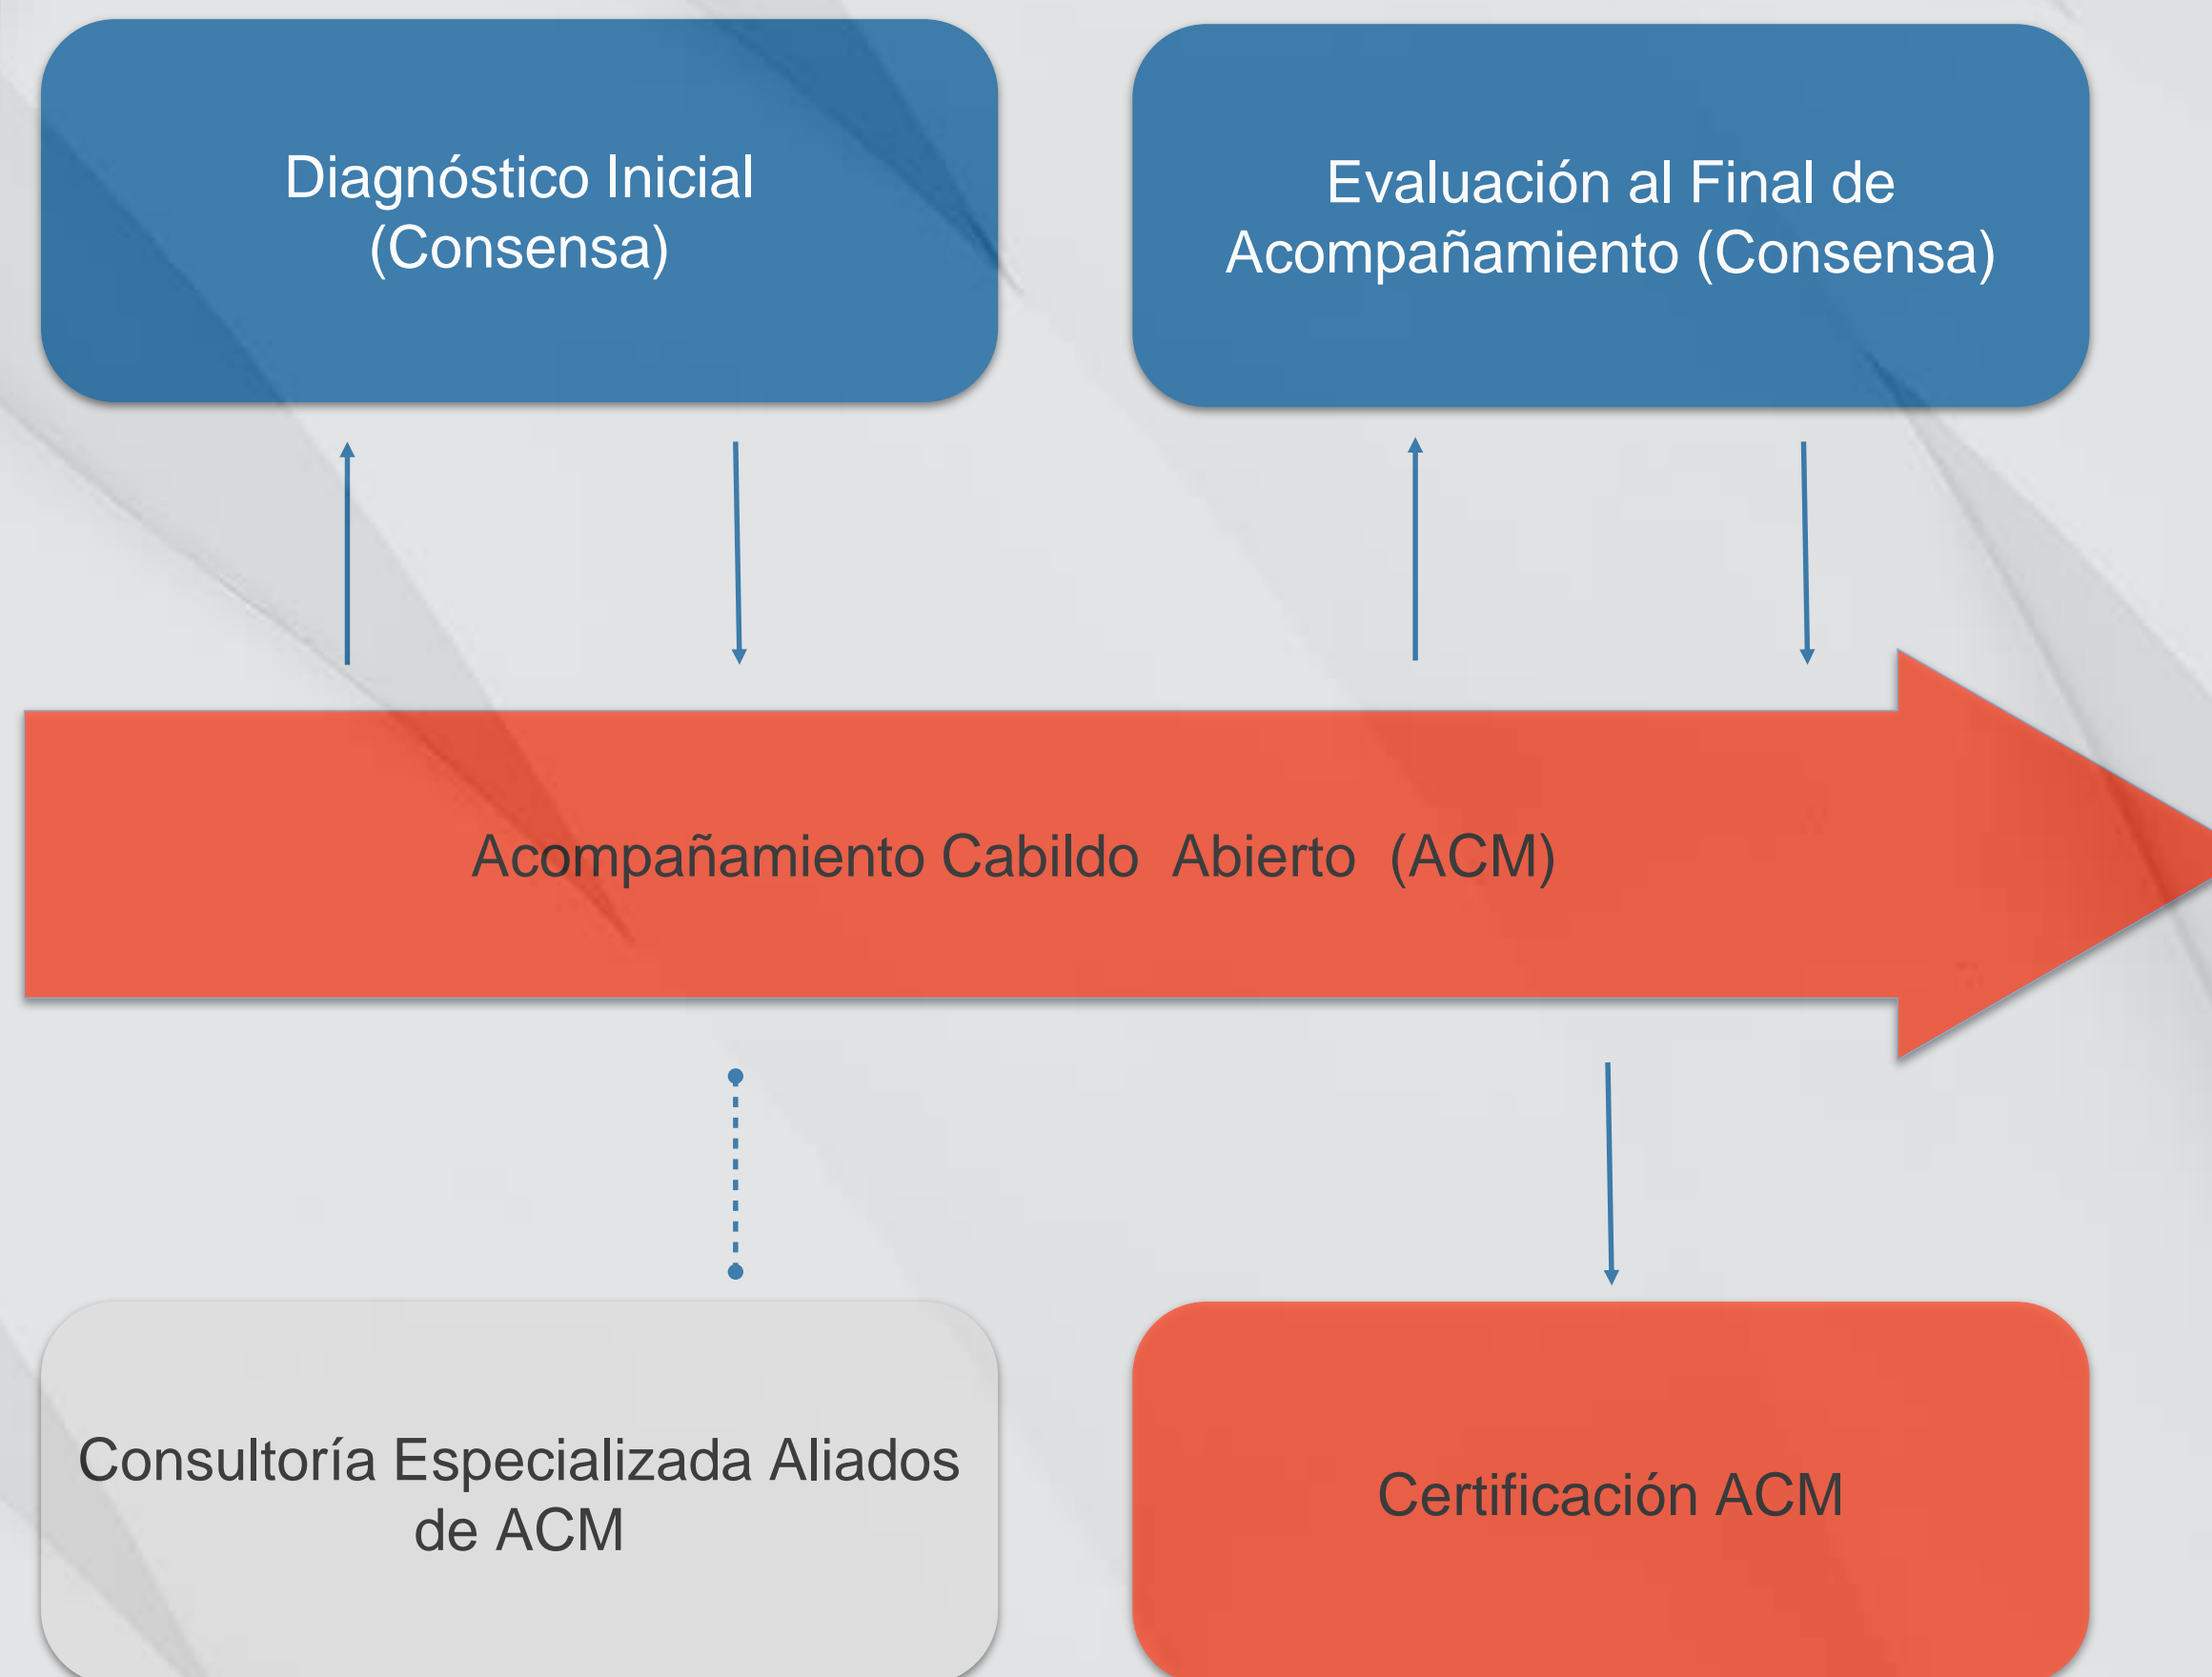 Diagnóstico Inicial
(Consensa)
Evaluación al Final de
Acompañamiento (Consensa)
Acompañamiento Cabildo  Abierto  (ACM)
Consultoría Especializada Aliados
de ACM
Certificación ACM